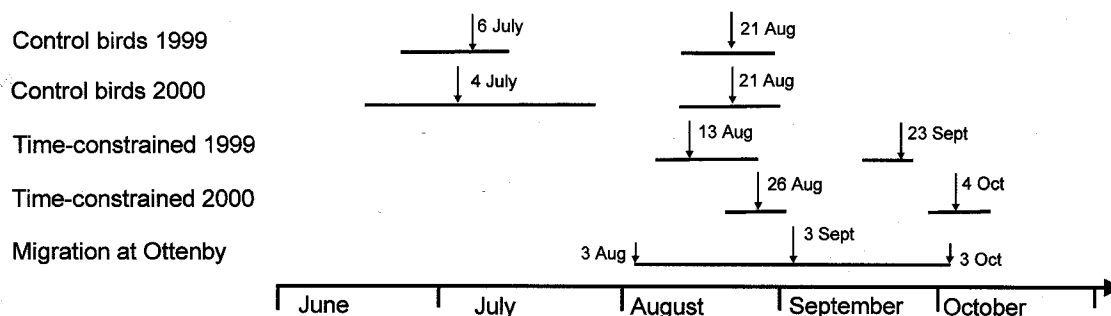 Control birds 1999 6 July 21 Aug
Control birds 2000 4 July 21 Aug
Time-constrained 1999 13 Aug 23 Sept
Time-constrained 2000 26 Aug 4 Oct
Migration at Ottenby 3 Aug 3 Sept 3 Oct
June July August September October